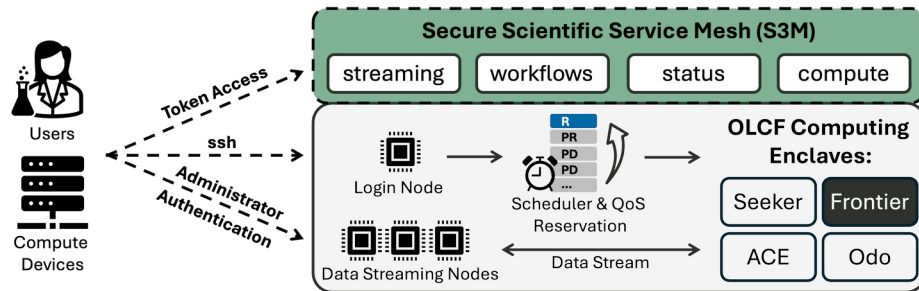 Secure Scientific Service Mesh (S3M)
streaming
workflows
status
compute
Users
Compute
Devices
Token Access
ssh
Administrator
Authentication
Login Node
R
PR
PD
PD
...
Scheduler & QoS
Reservation
Data Streaming Nodes
Data Stream
OLCF Computing
Enclaves:
Seeker
Frontier
ACE
Odo